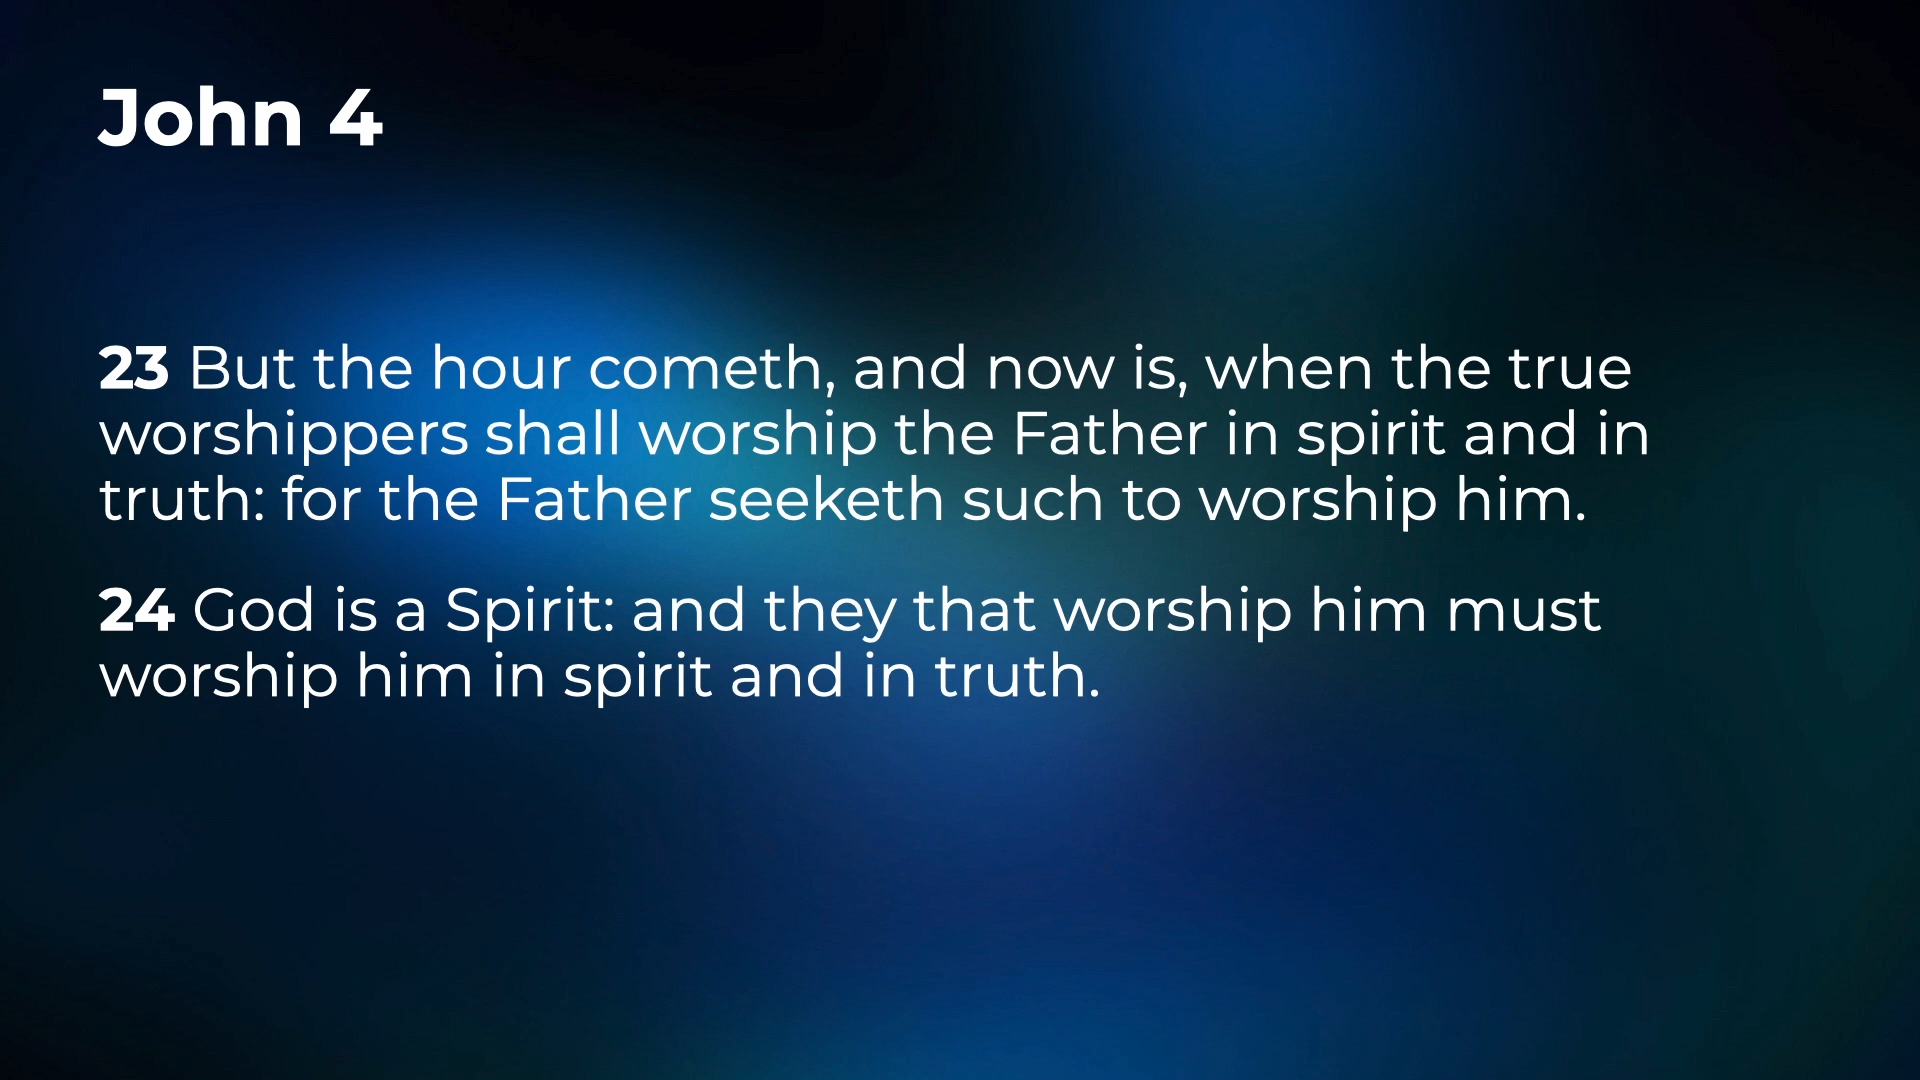 John 4
23 But the hour cometh, and now is, when the true
worshippers shall worship the Father in spirit and in
truth: for the Father seeketh such to worship him.
24 God is a Spirit: and they that worship him must
worship him in spirit and in truth.